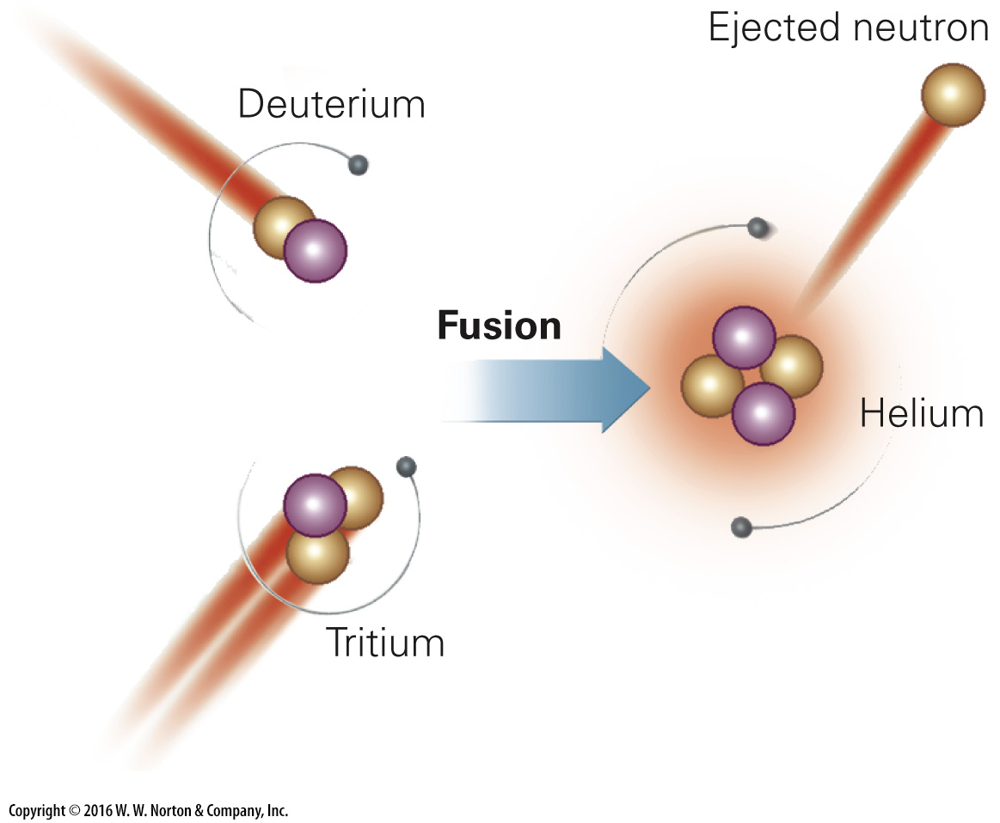 Ejected neutron
Deuterium
Fusion
Helium
Tritium
Copyright © 2016 W. W. Norton & Company, Inc.